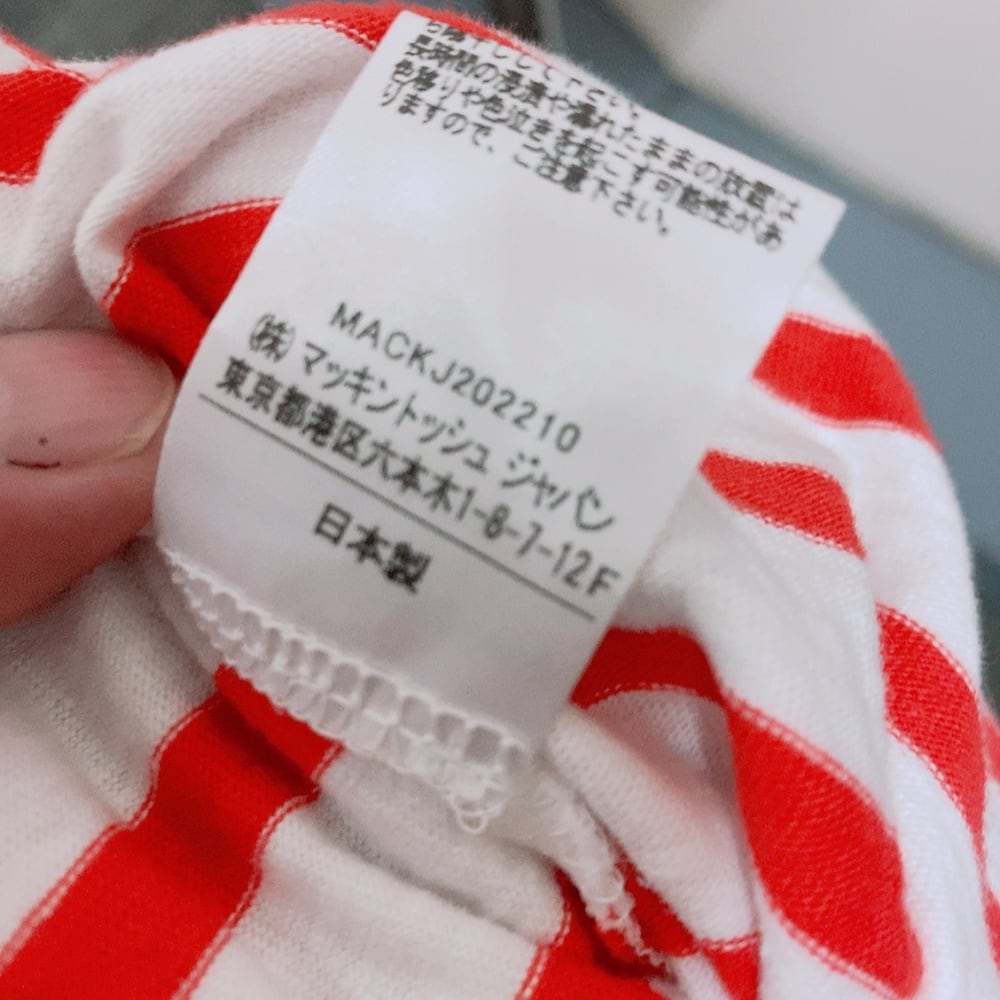 長時間の浸漬や濡れたままの放置は
色移りや色泣きを起こす可能性があ
りますので、ご注意下さい。
MACKJ202210
㈱ マッキントッシュ ジャパン
東京都港区六本木1-8-7-12F
日本製